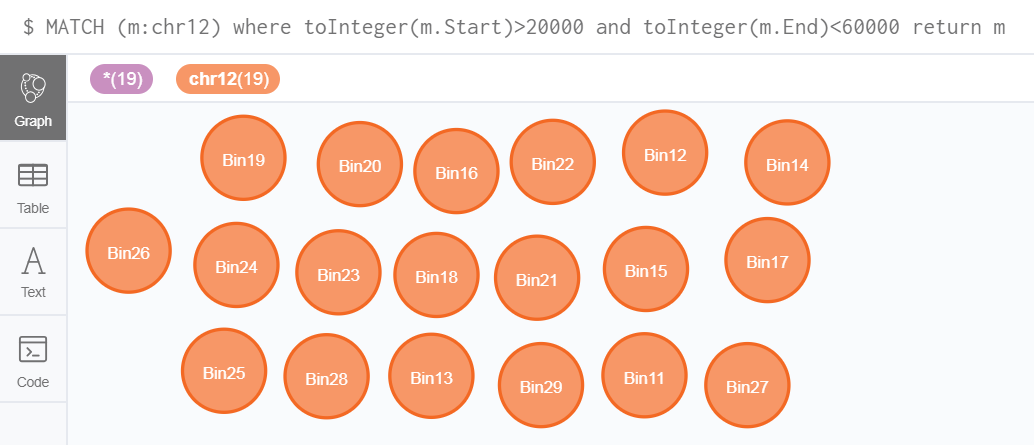 $ MATCH (m:chr12) where toInteger(m.Start)>20000 and toInteger(m.End)<60000 return m
*(19) chr12(19)
Graph
Table
Text
Code
Bin19 Bin20 Bin16 Bin22 Bin12 Bin14
Bin26 Bin24 Bin23 Bin18 Bin21 Bin15 Bin17
Bin25 Bin28 Bin13 Bin29 Bin11 Bin27